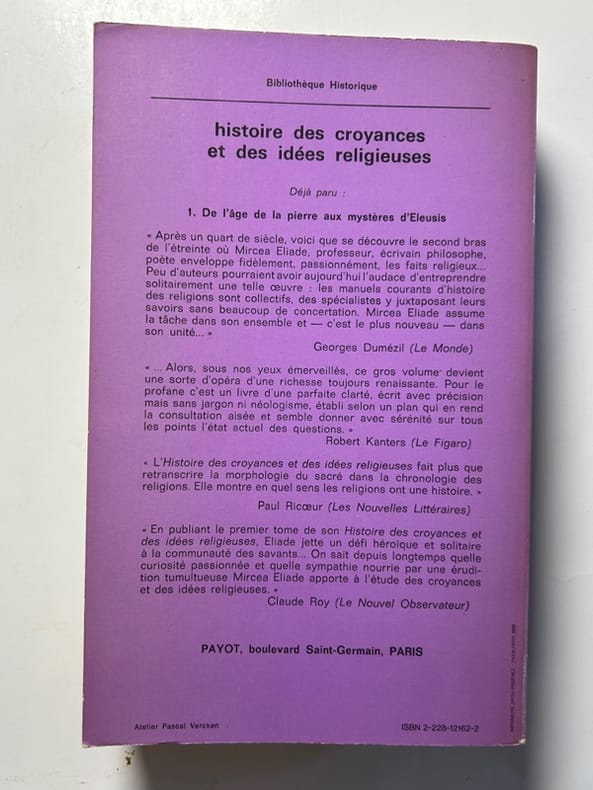 Bibliothèque Historique
histoire des croyances
et des idées religieuses
Déjà paru :
1. De l'âge de la pierre aux mystères d'Eleusis
« Après un quart de siècle, voici que se découvre le second bras
de l'étreinte où Mircea Eliade, professeur, écrivain philosophe,
poète enveloppe fidèlement, passionnément, les faits religieux...
Peu d'auteurs pourraient avoir aujourd'hui l'audace d'entreprendre
solitairement une telle œuvre : les manuels courants d'histoire
des religions sont collectifs, des spécialistes y juxtaposant leurs
savoirs sans beaucoup de concertation. Mircea Eliade assume
la tâche dans son ensemble et — c'est le plus nouveau — dans
son unité... »
Georges Dumézil (Le Monde)
« ... Alors, sous nos yeux émerveillés, ce gros volume devient
une sorte d'opéra d'une richesse toujours renaissante. Pour le
profane c'est un livre d'une parfaite clarté, écrit avec précision
mais sans jargon ni néologisme, établi selon un plan qui en rend
la consultation aisée et semble donner avec sérénité sur tous
les points l'état actuel des questions. »
Robert Kanters (Le Figaro)
« L'Histoire des croyances et des idées religieuses fait plus que
retranscrire la morphologie du sacré dans la chronologie des
religions. Elle montre en quel sens les religions ont une histoire. »
Paul Ricœur (Les Nouvelles Littéraires)
« En publiant le premier tome de son Histoire des croyances et
des idées religieuses, Eliade jette un défi héroïque et solitaire
à la communauté des savants... On sait depuis longtemps quelle
curiosité passionnée et quelle sympathie nourrie par une érudi-
tion tumultueuse Mircea Eliade apporte à l'étude des croyances
et des idées religieuses. »
Claude Roy (Le Nouvel Observateur)
PAYOT, boulevard Saint-Germain, PARIS
Atelier Pascal Vercken
ISBN 2-228-12162-2